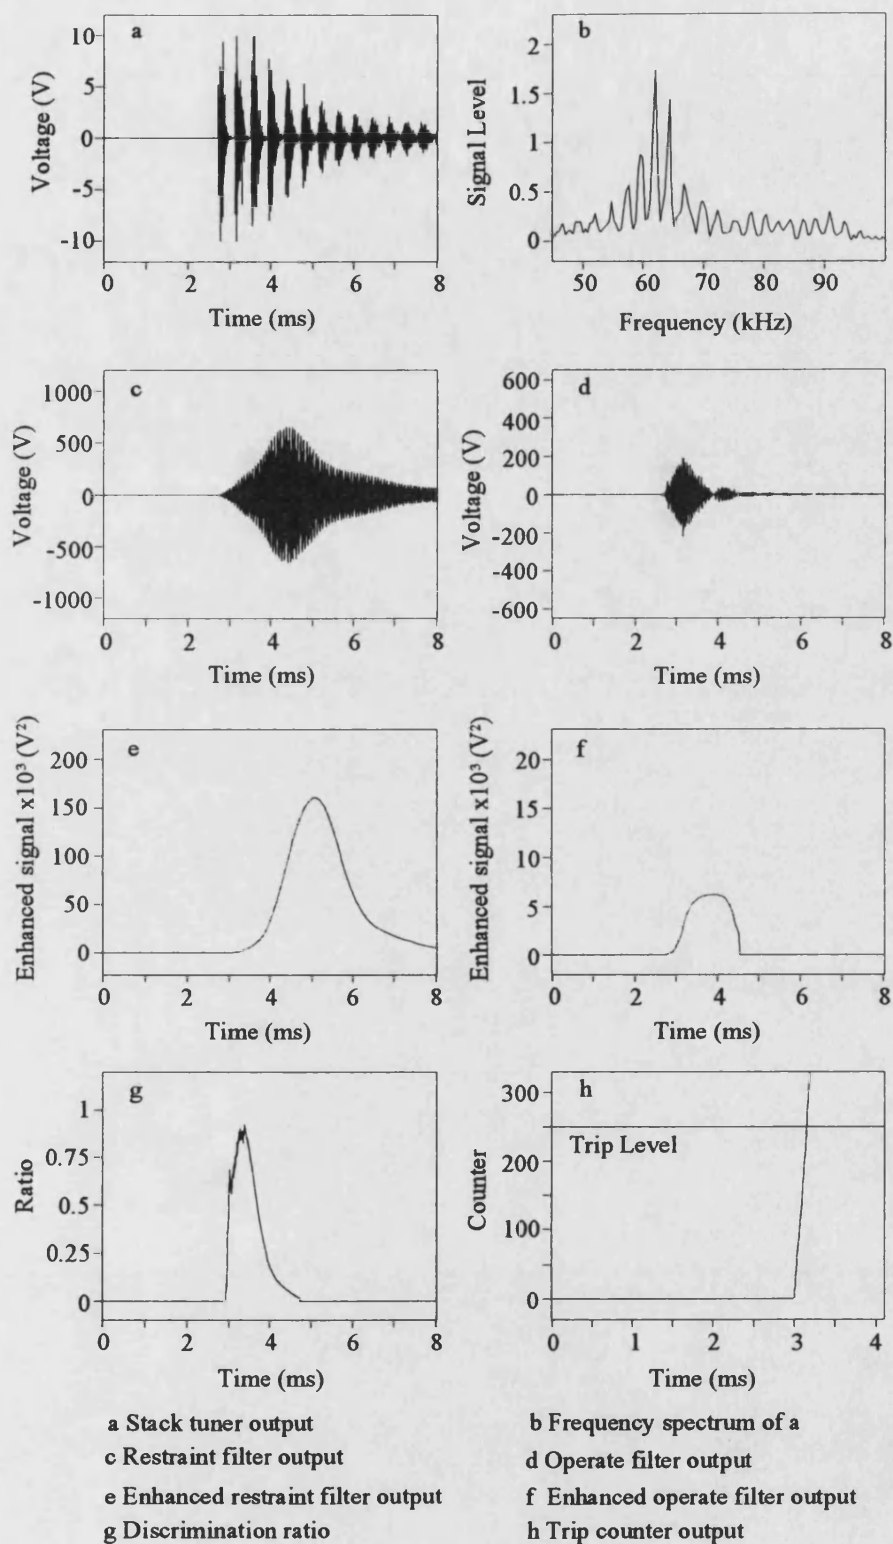 a
10
5
0
-5
-10
Voltage (V)
0 2 4 6 8
Time (ms)
b
2
1.5
1
0.5
0
Signal Level
50 60 70 80 90
Frequency (kHz)
c
1000
500
0
-500
-1000
Voltage (V)
0 2 4 6 8
Time (ms)
d
600
400
200
0
-200
-400
-600
Voltage (V)
0 2 4 6 8
Time (ms)
e
200
150
100
50
0
Enhanced signal x10³ (V²)
0 2 4 6 8
Time (ms)
f
20
15
10
5
0
Enhanced signal x10³ (V²)
0 2 4 6 8
Time (ms)
g
1
0.75
0.5
0.25
0
Ratio
0 2 4 6 8
Time (ms)
h
300
200
100
0
Counter
Trip Level
0 1 2 3 4
Time (ms)
a Stack tuner output
b Frequency spectrum of a
c Restraint filter output
d Operate filter output
e Enhanced restraint filter output
f Enhanced operate filter output
g Discrimination ratio
h Trip counter output